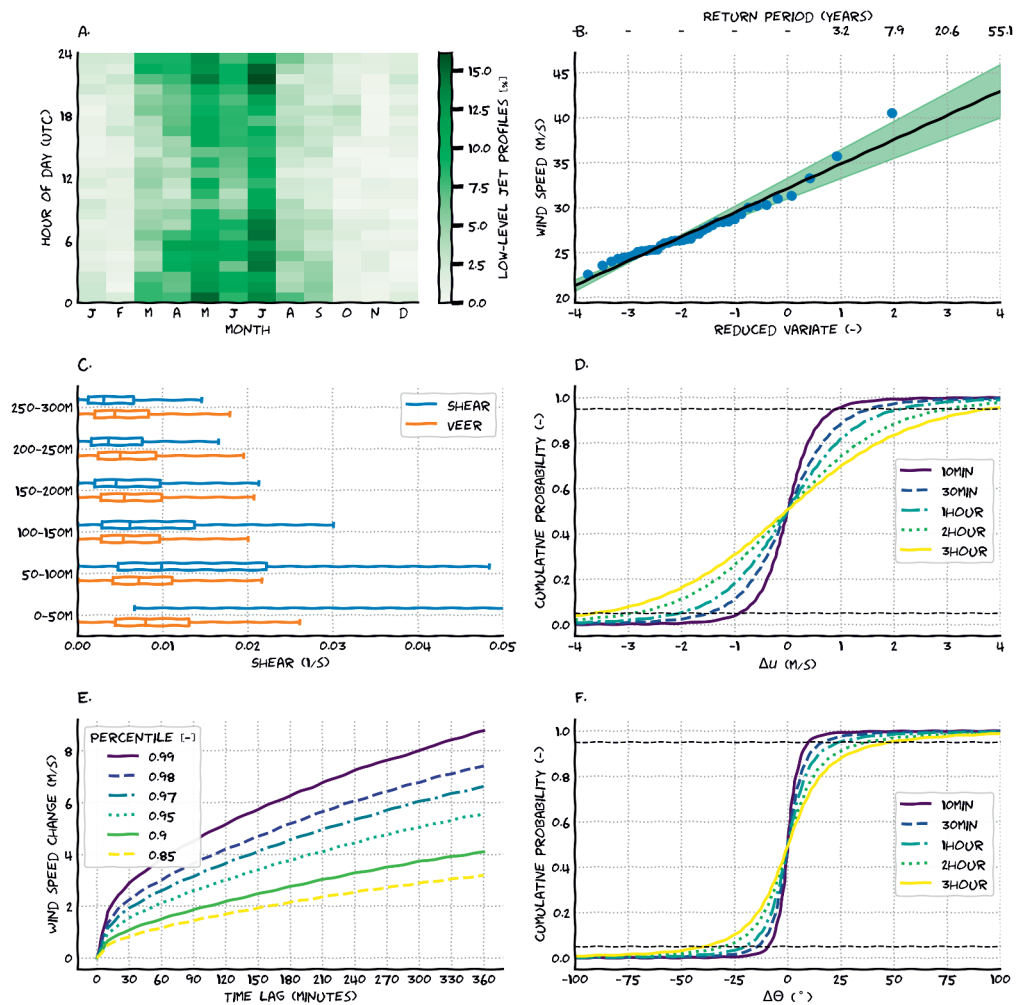 A.
24
18
12
6
0
HOUR OF DAY (UTC)
J F M A M J J A S O N D
MONTH
15.0
12.5
10.0
7.5
5.0
2.5
0.0
LOW-LEVEL JET PROFILES [%]
RETURN PERIOD (YEARS)
B.
- - - - - 3.2 7.9 20.6 55.1
45
40
35
30
25
20
WIND SPEED (M/S)
-4 -3 -2 -1 0 1 2 3 4
REDUCED VARIATE (-)
C.
250-300M
200-250M
150-200M
100-150M
50-100M
0-50M
SHEAR
VEER
0.00 0.01 0.02 0.03 0.04 0.05
SHEAR (1/S)
D.
1.0
0.8
0.6
0.4
0.2
0.0
CUMULATIVE PROBABILITY (-)
10MIN
30MIN
1HOUR
2HOUR
3HOUR
-4 -3 -2 -1 0 1 2 3 4
ΔU (M/S)
E.
8
6
4
2
0
WIND SPEED CHANGE (M/S)
PERCENTILE [-]
0.99
0.98
0.97
0.95
0.9
0.85
0 30 60 90 120 150 180 210 240 270 300 330 360
TIME LAG (MINUTES)
F.
1.0
0.8
0.6
0.4
0.2
0.0
CUMULATIVE PROBABILITY (-)
10MIN
30MIN
1HOUR
2HOUR
3HOUR
-100 -75 -50 -25 0 25 50 75 100
ΔΘ (°)